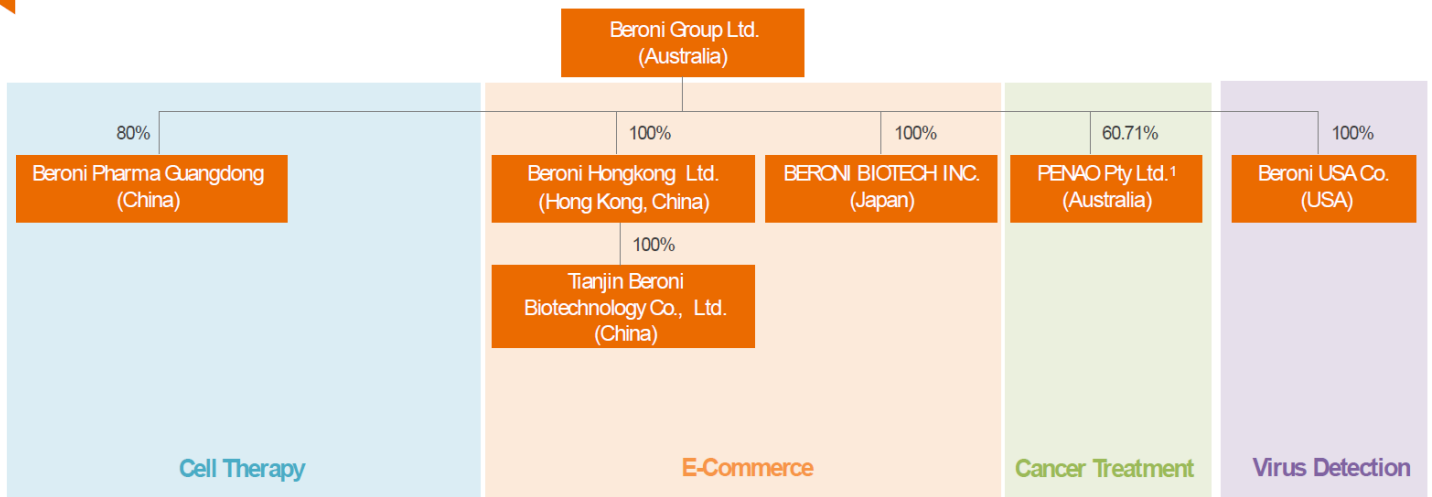 Beroni Group Ltd.
(Australia)
80%
100%
100%
60.71%
100%
Beroni Pharma Guangdong
(China)
Beroni Hongkong Ltd.
(Hong Kong, China)
BERONI BIOTECH INC.
(Japan)
PENAO Pty Ltd.¹
(Australia)
Beroni USA Co.
(USA)
100%
Tianjin Beroni
Biotechnology Co., Ltd.
(China)
Cell Therapy
E-Commerce
Cancer Treatment
Virus Detection